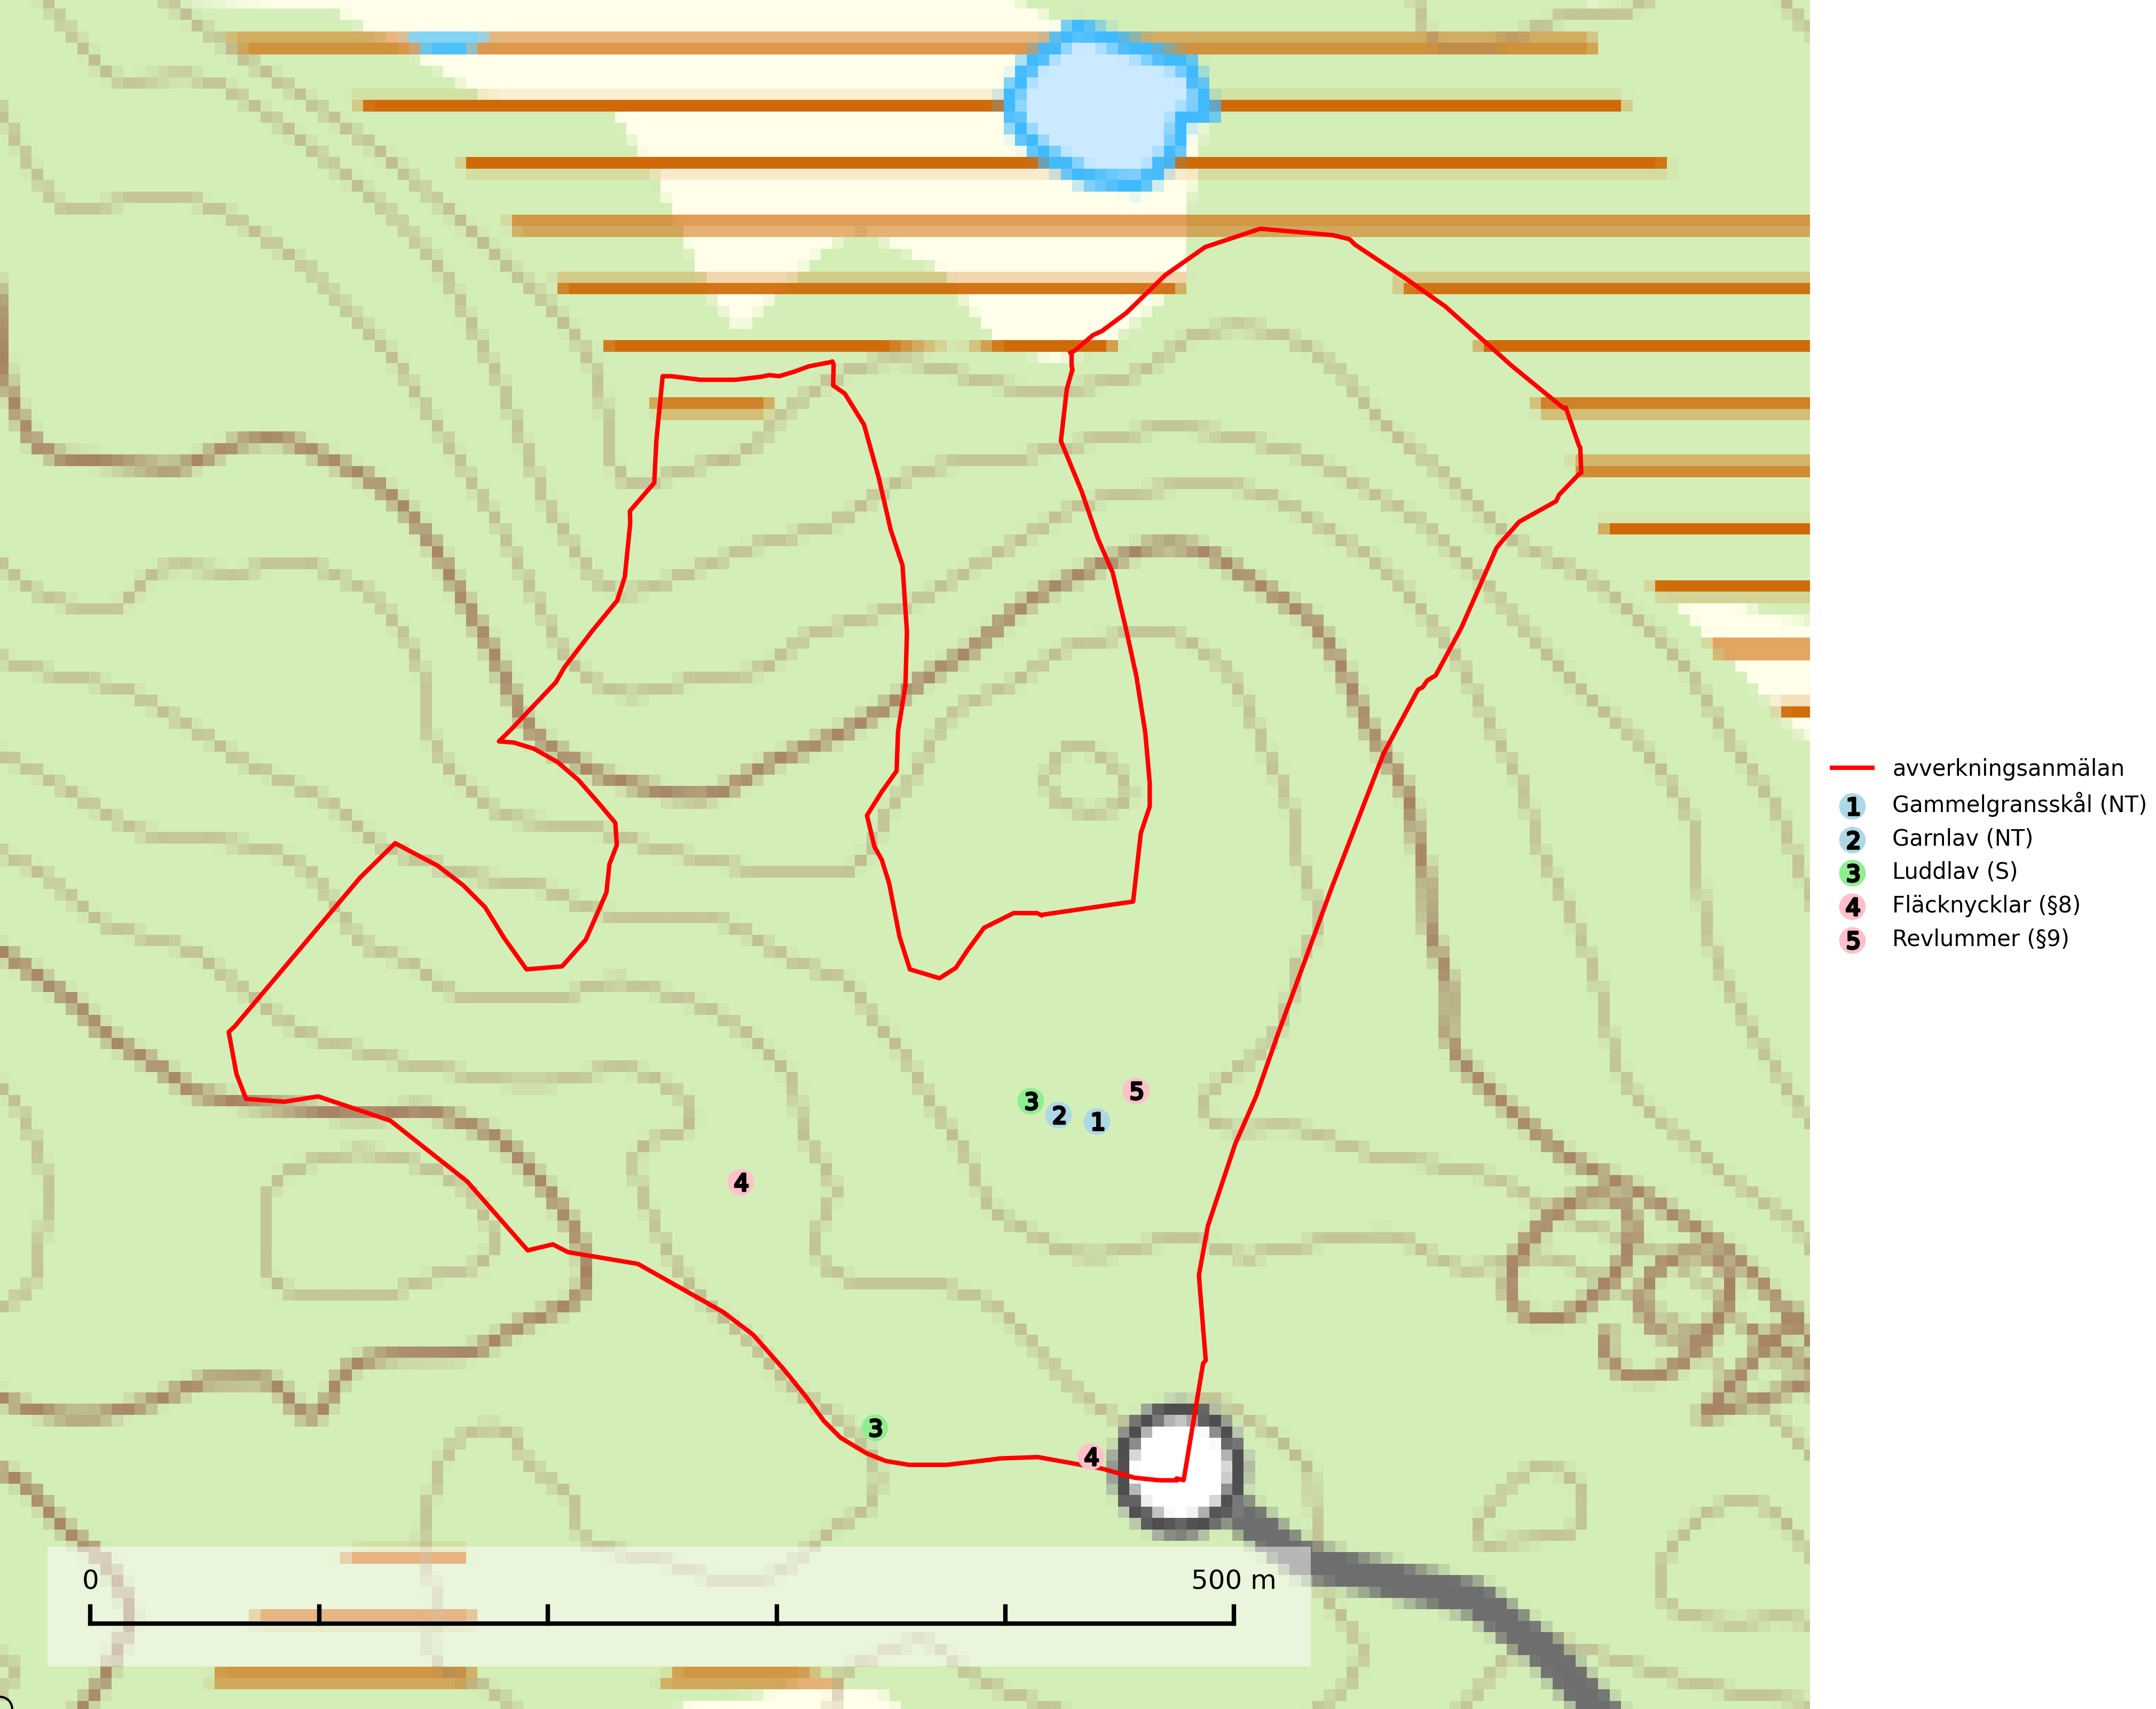 avverkningsanmälan
1 Gammelgransskål (NT)
2 Garnlav (NT)
3 Luddlav (S)
4 Fläcknycklar (§8)
5 Revlummer (§9)
5
3
2
1
4
3
4
0 500 m